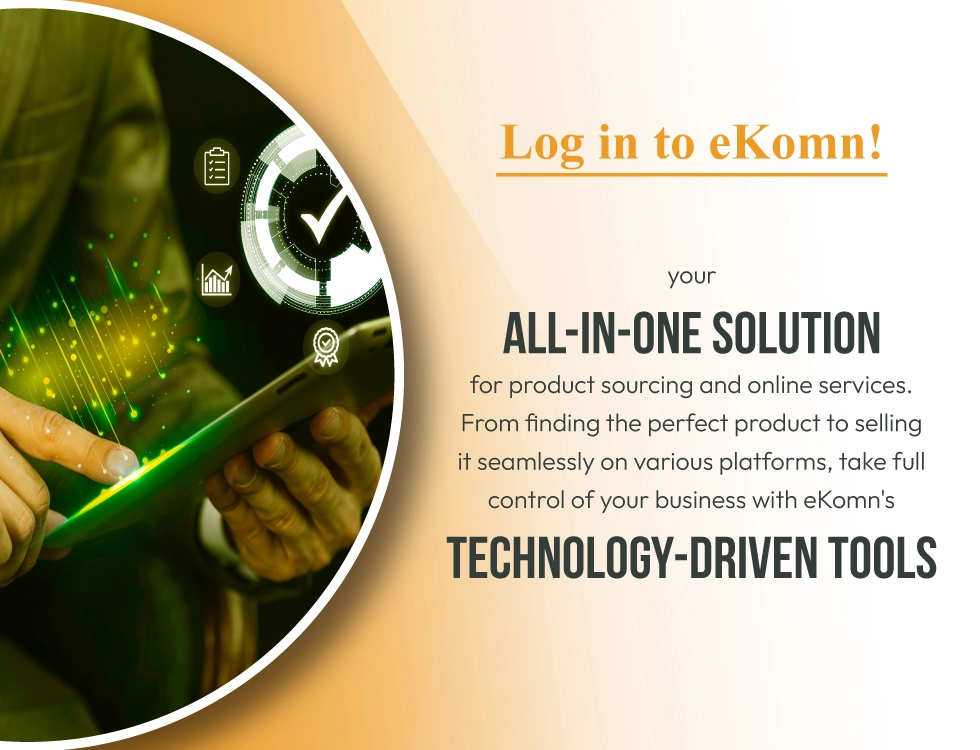 Log in to eKomn!
your
ALL-IN-ONE SOLUTION
for product sourcing and online services.
From finding the perfect product to selling
it seamlessly on various platforms, take full
control of your business with eKomn's
TECHNOLOGY-DRIVEN TOOLS